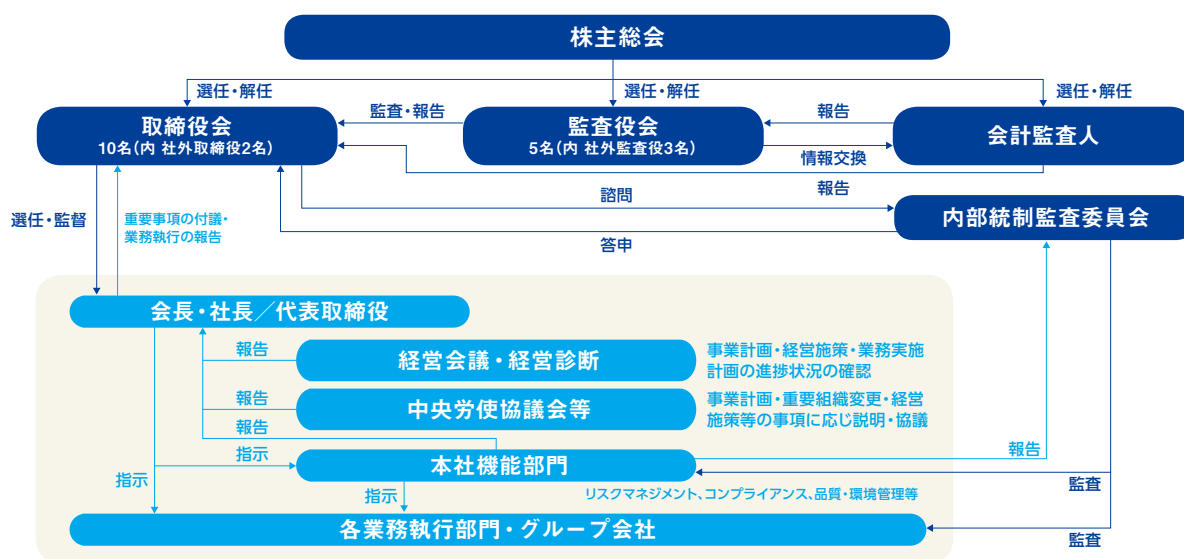 株主総会
選任・解任
選任・解任
選任・解任
取締役会
10名(内 社外取締役2名)
監査・報告
監査役会
5名(内 社外監査役3名)
報告
情報交換
会計監査人
報告
諮問
答申
内部統制監査委員会
選任・監督
重要事項の付議・
業務執行の報告
会長・社長／代表取締役
報告
経営会議・経営診断
事業計画・経営施策・業務実施
計画の進捗状況の確認
報告
中央労使協議会等
事業計画・重要組織変更・経営
施策等の事項に応じ説明・協議
報告
指示
本社機能部門
報告
指示
指示
リスクマネジメント、コンプライアンス、品質・環境管理等
監査
各業務執行部門・グループ会社
監査